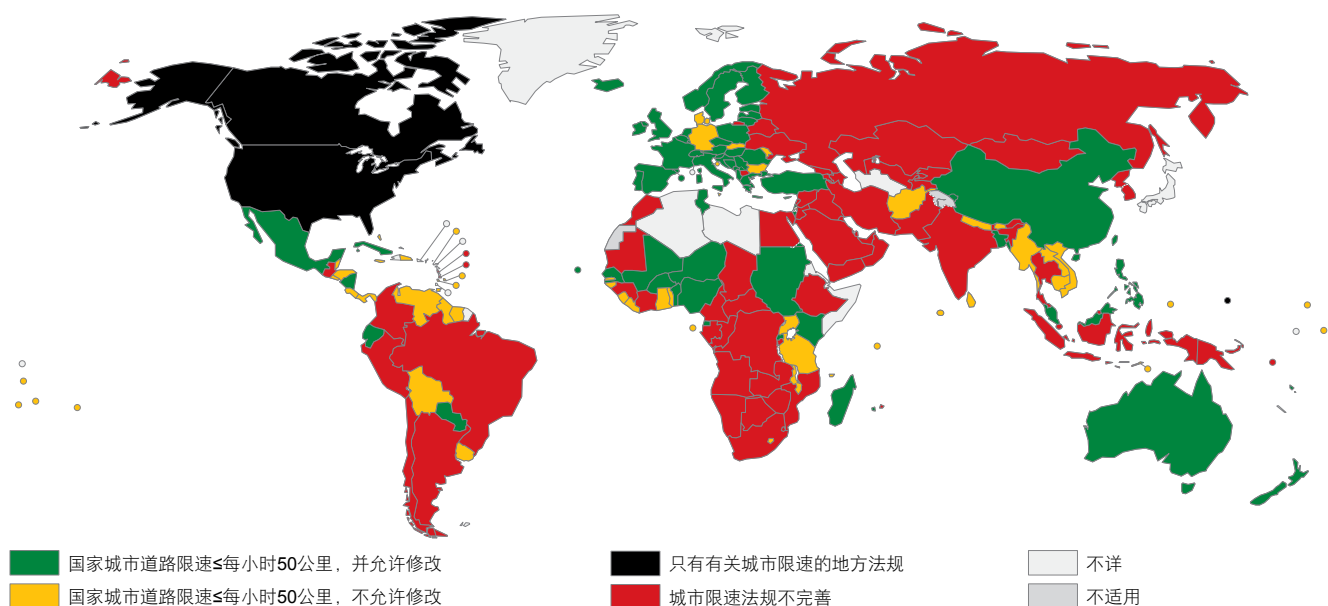 国家城市道路限速≤每小时50公里，并允许修改
国家城市道路限速≤每小时50公里，不允许修改
只有有关城市限速的地方法规
城市限速法规不完善
不详
不适用